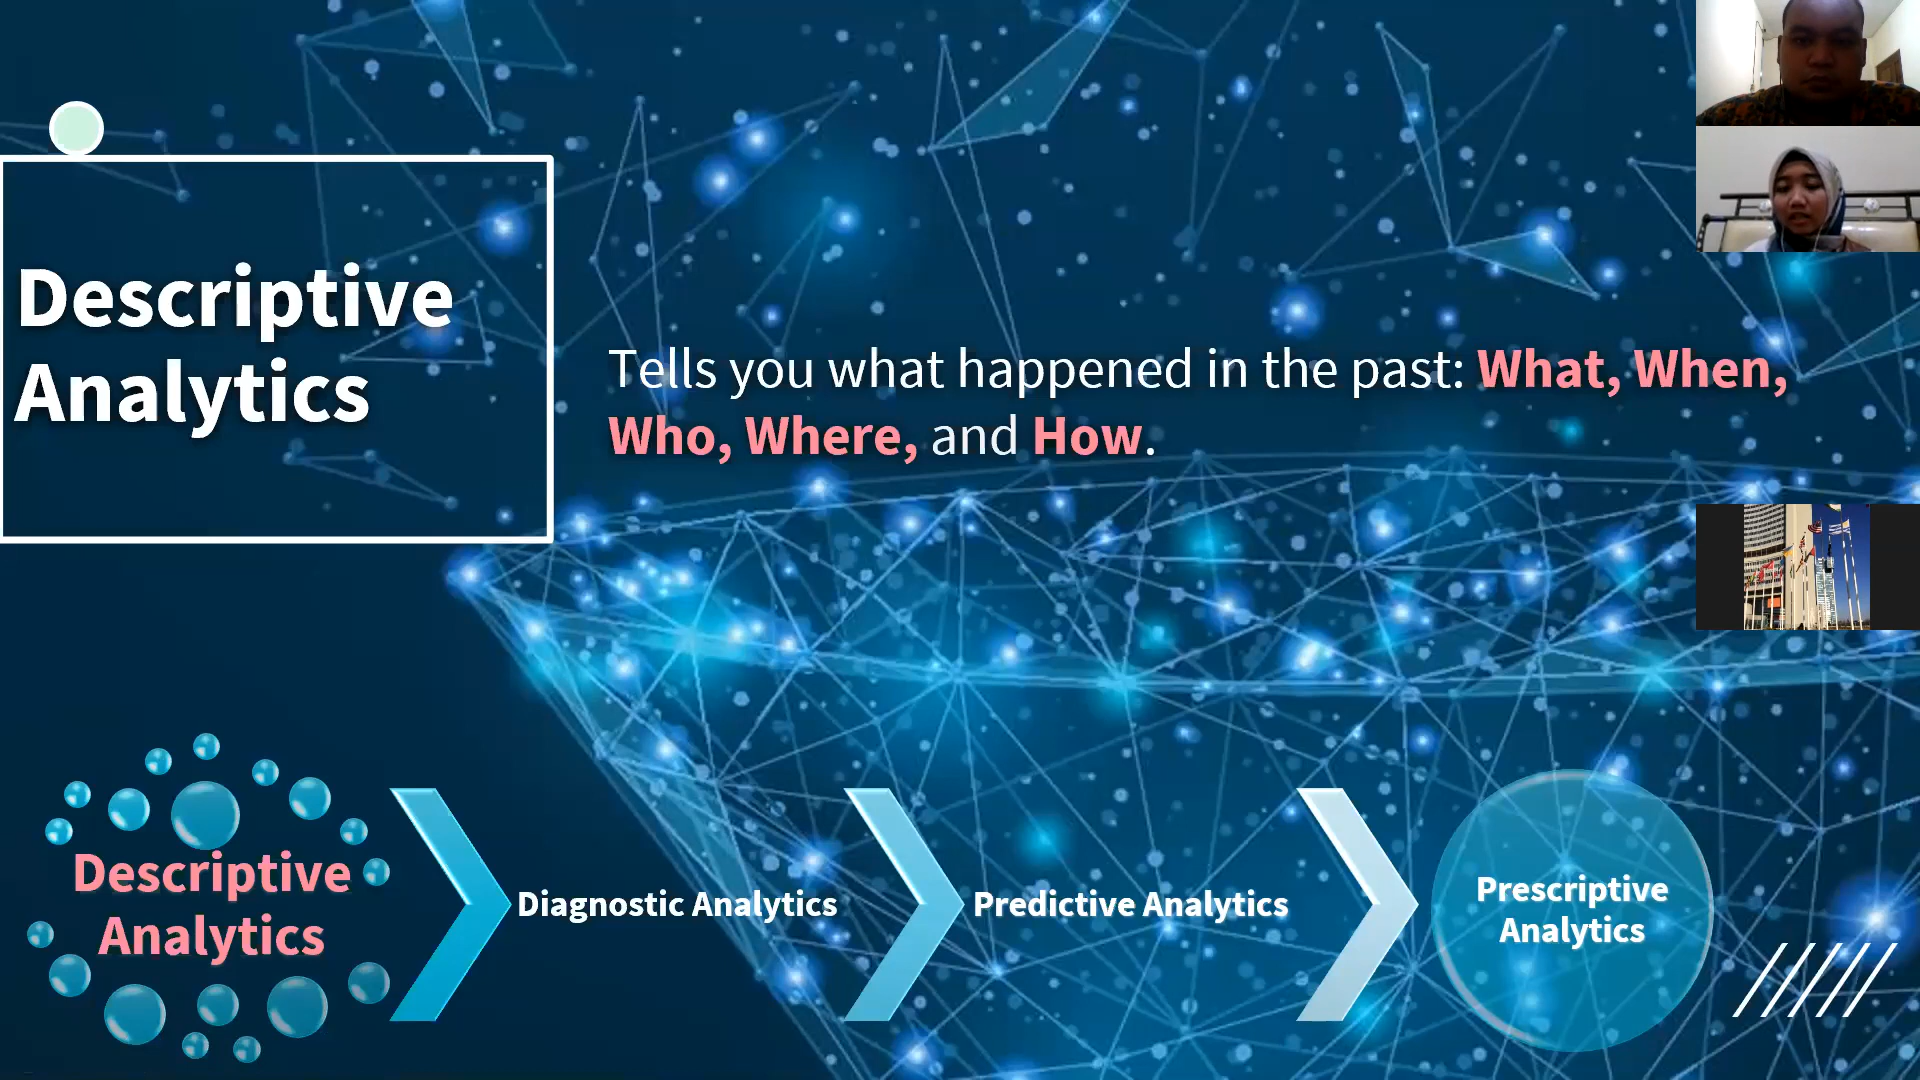 Descriptive
Analytics
Tells you what happened in the past: What, When,
Who, Where, and How.
Descriptive
Analytics
Diagnostic Analytics
Predictive Analytics
Prescriptive
Analytics